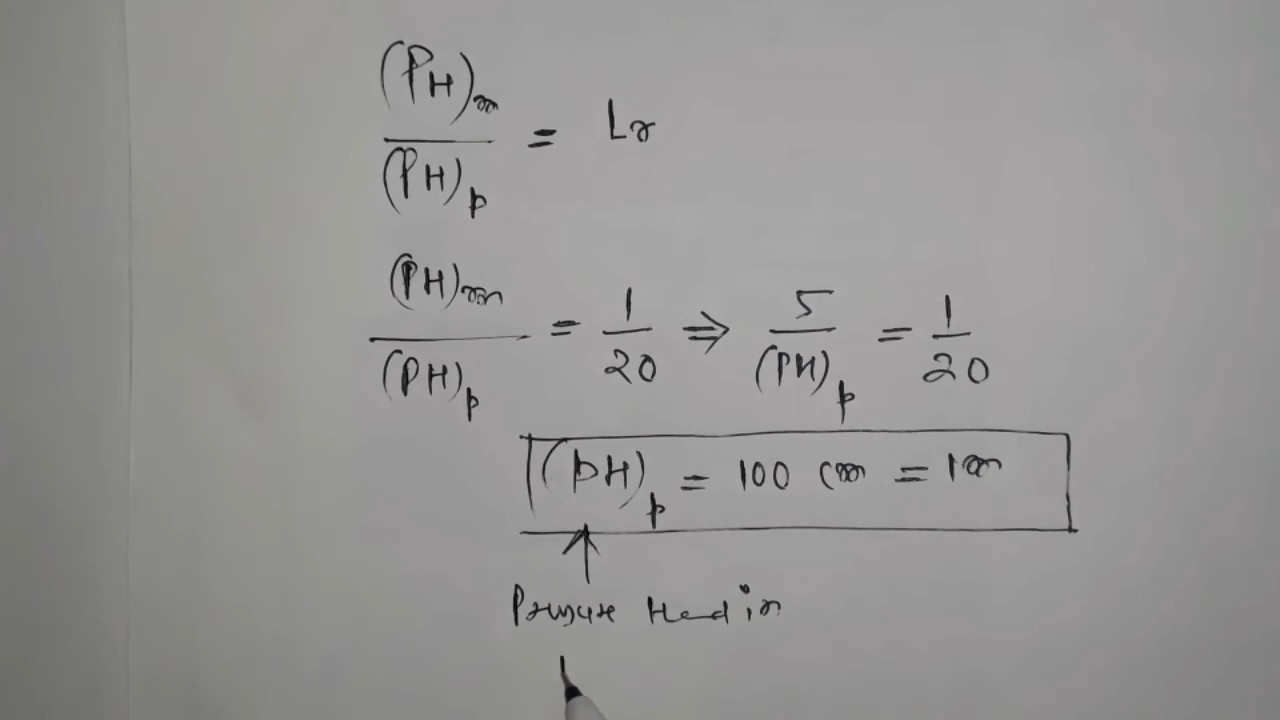 (PH)m / (PH)p = Lr
(PH)m / (PH)p = 1/20 ⇒ 5/(PH)p = 1/20
(PH)p = 100 cm = 1m
↑
Pressure Head in